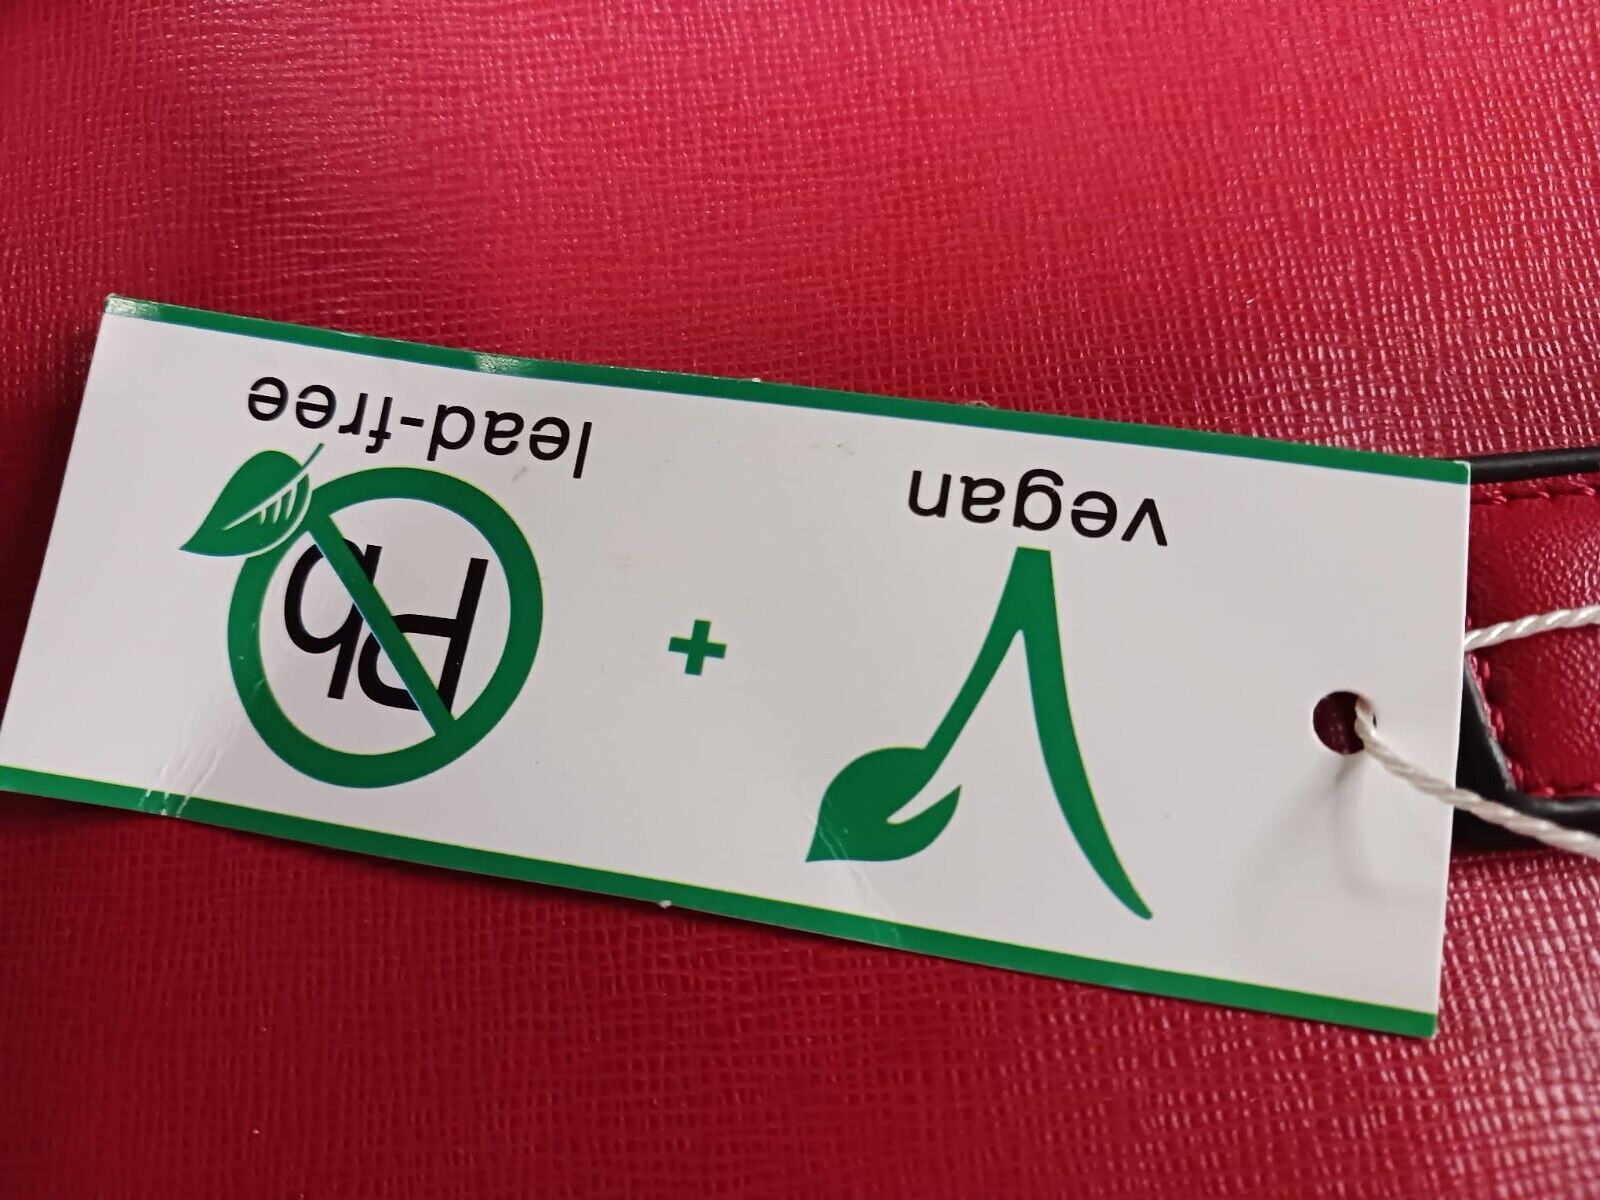 vegan
+
Pb
lead-free